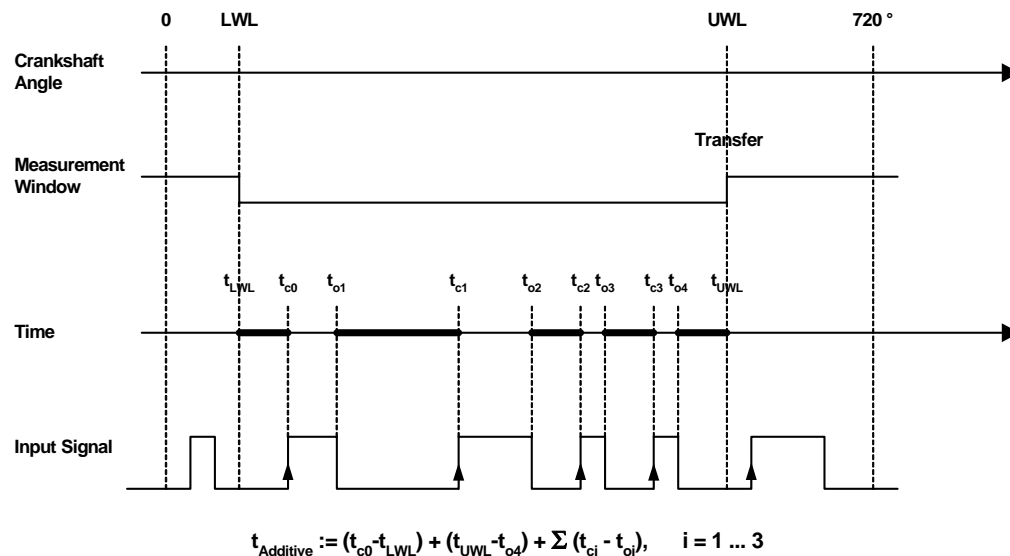 0 LWL UWL 720 °
Crankshaft
Angle
Transfer
Measurement
Window
t_LWL t_c0 t_o1 t_c1 t_o2 t_c2 t_o3 t_c3 t_o4 t_UWL
Time
Input Signal
t_Additive := (t_c0-t_LWL) + (t_UWL-t_o4) + Σ (t_ci - t_oi), i = 1 ... 3